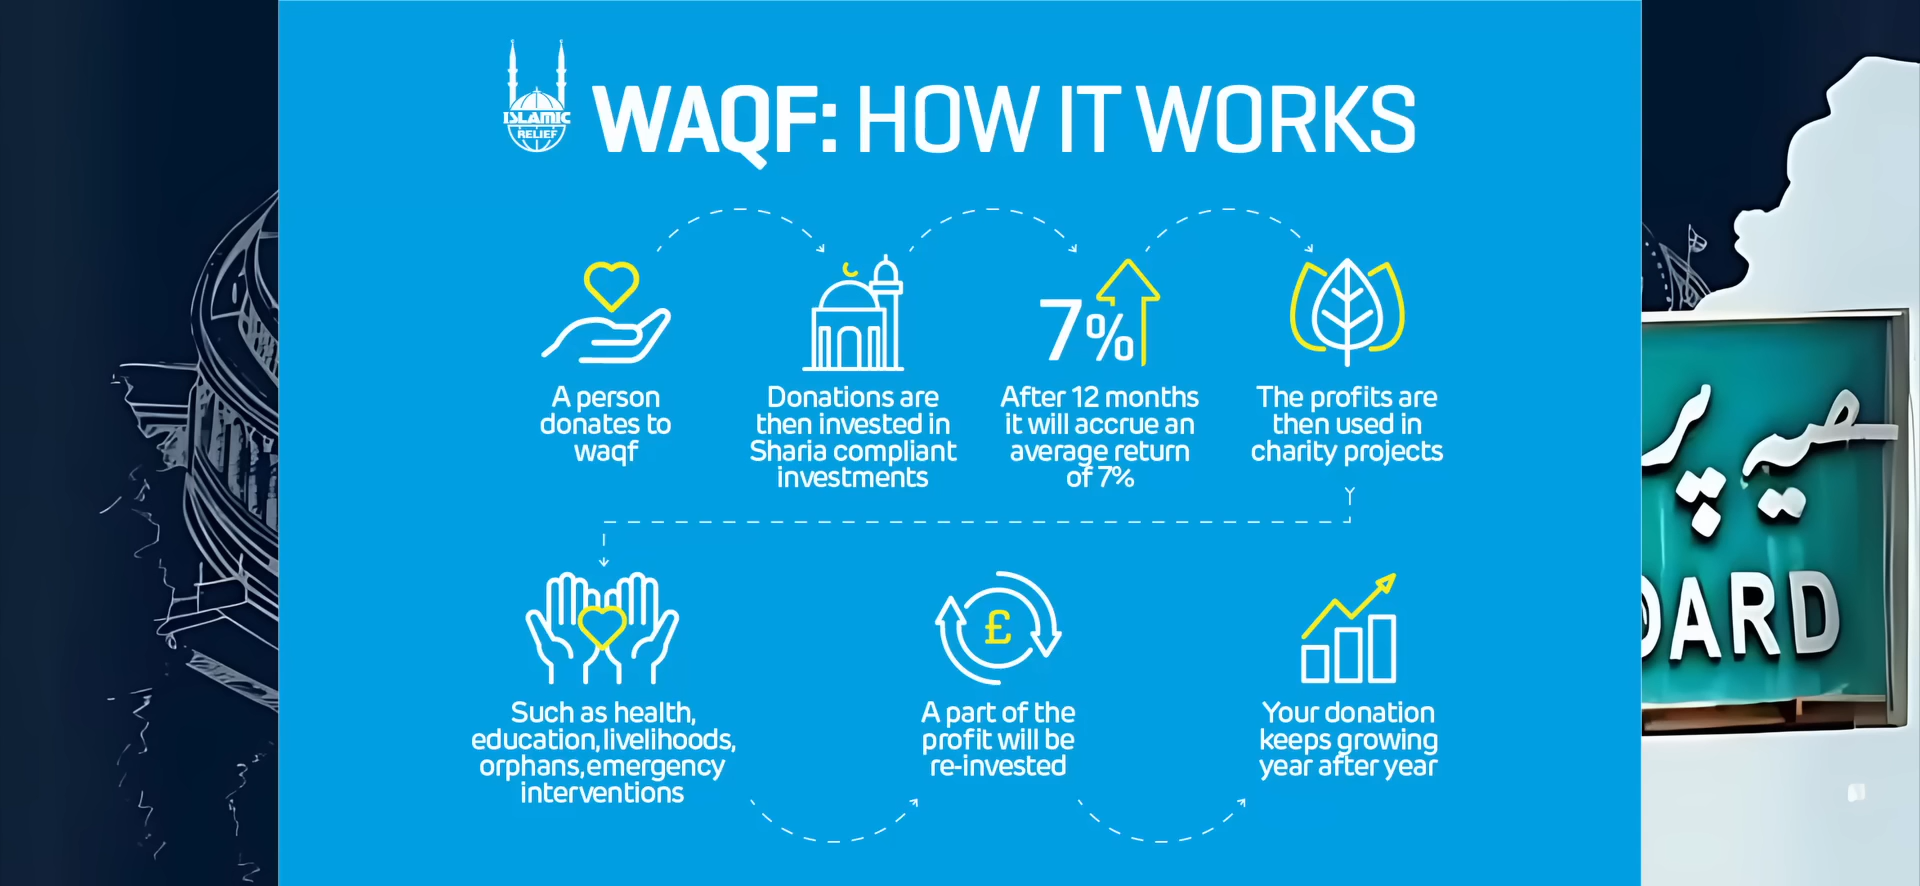 ISLAMIC
RELIEF
WAQF: HOW IT WORKS
A person
donates to
waqf
Donations are
then invested in
Sharia compliant
investments
7%
After 12 months
it will accrue an
average return
of 7%
The profits are
then used in
charity projects
Such as health,
education, livelihoods,
orphans, emergency
interventions
£
A part of the
profit will be
re-invested
Your donation
keeps growing
year after year